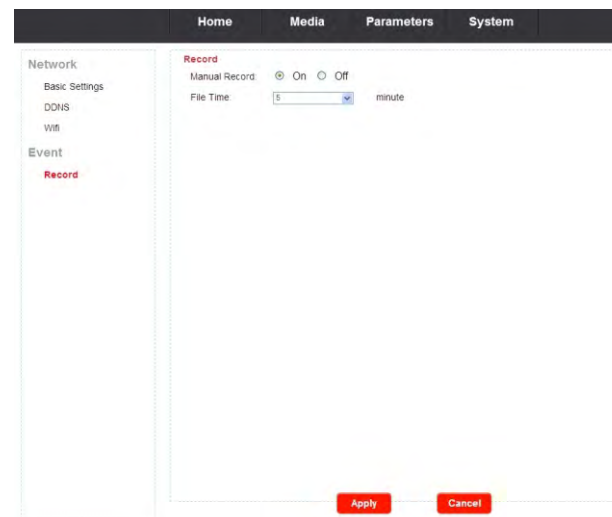 Home Media Parameters System
Network
Basic Settings
DDNS
Wifi
Event
Record
Record
Manual Record: On Off
File Time 5 minute
Apply Cancel